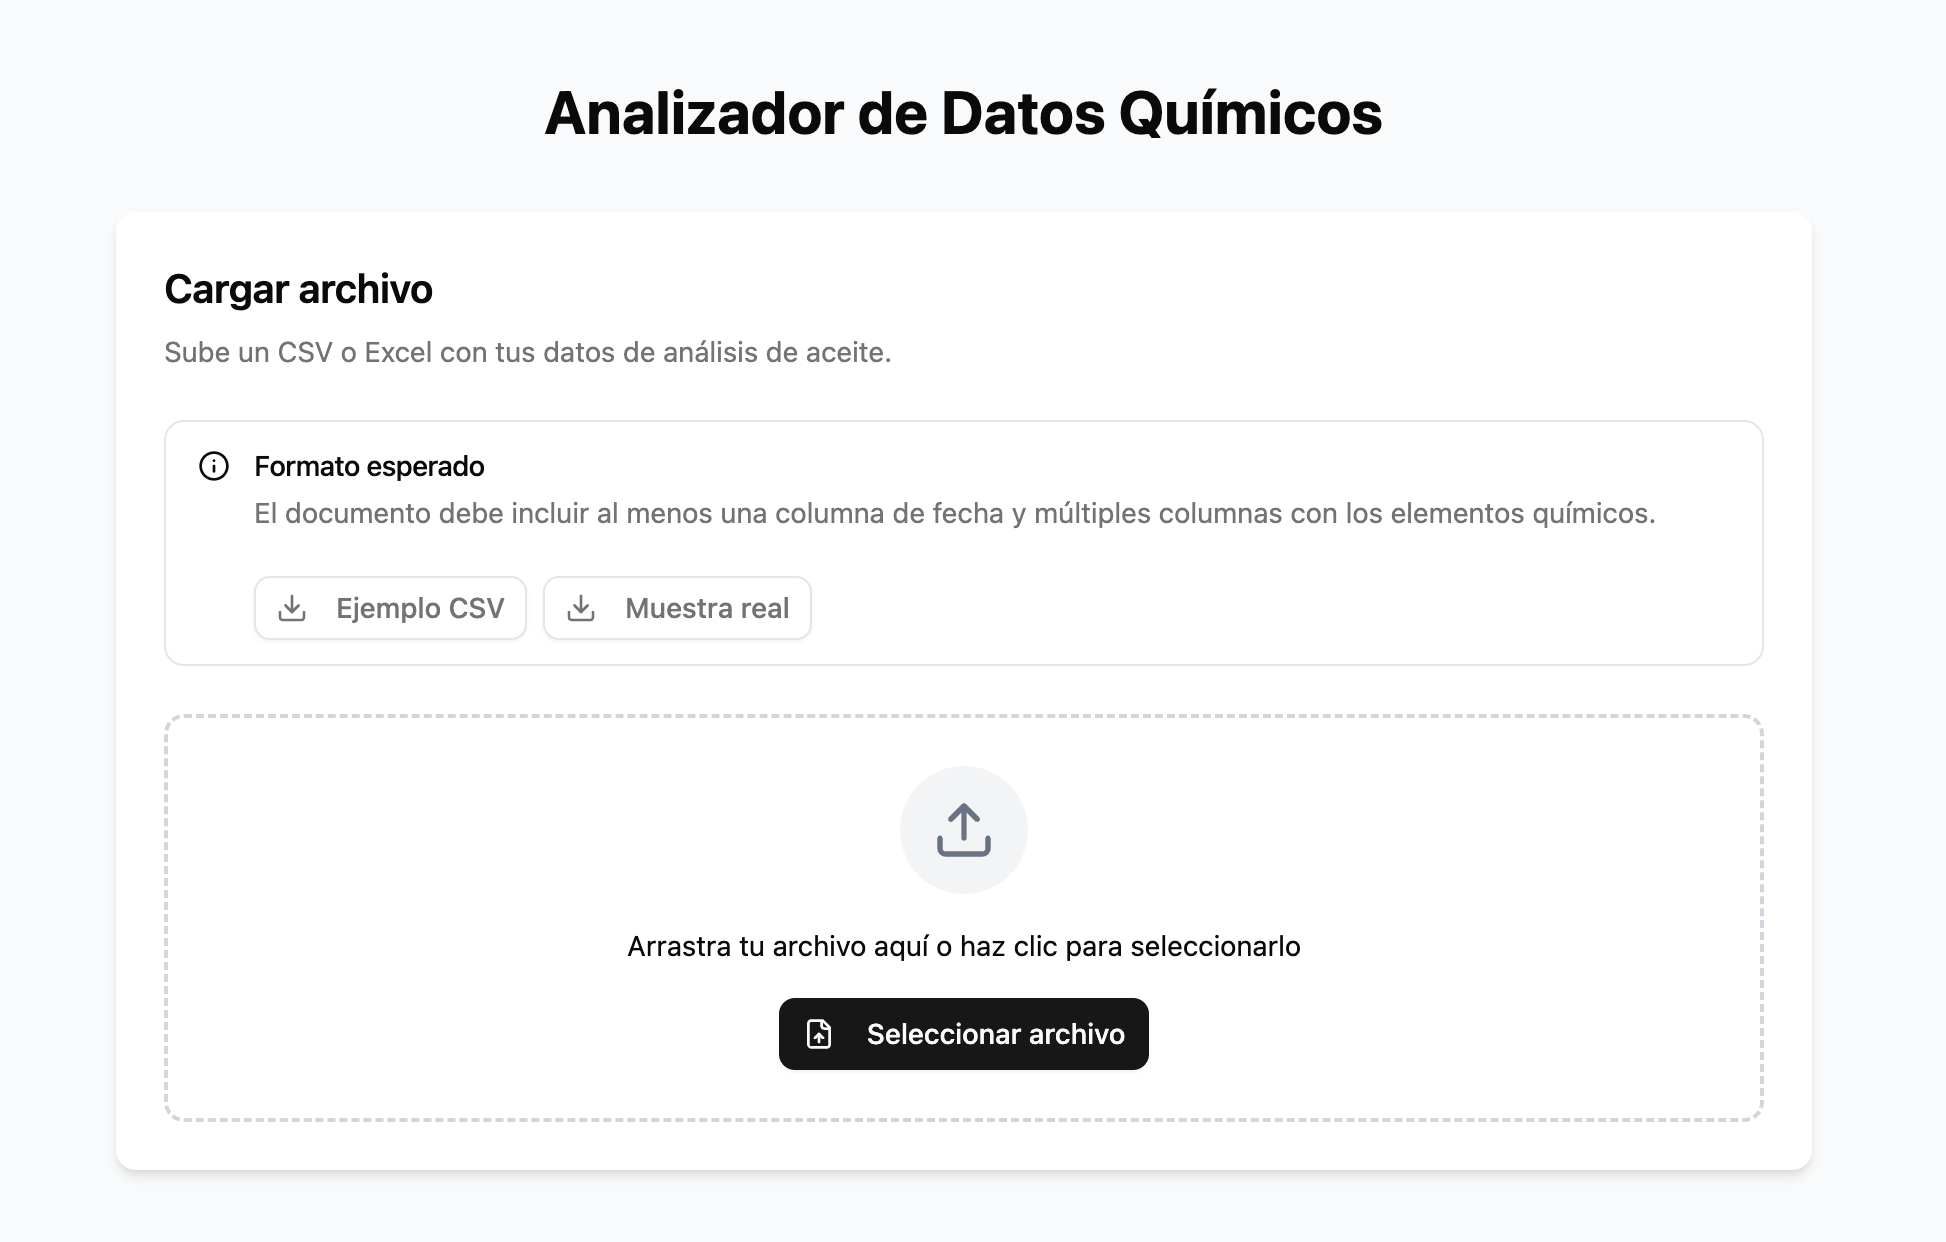 Analizador de Datos Químicos
Cargar archivo
Sube un CSV o Excel con tus datos de análisis de aceite.
Formato esperado
El documento debe incluir al menos una columna de fecha y múltiples columnas con los elementos químicos.
Ejemplo CSV
Muestra real
Arrastra tu archivo aquí o haz clic para seleccionarlo
Seleccionar archivo